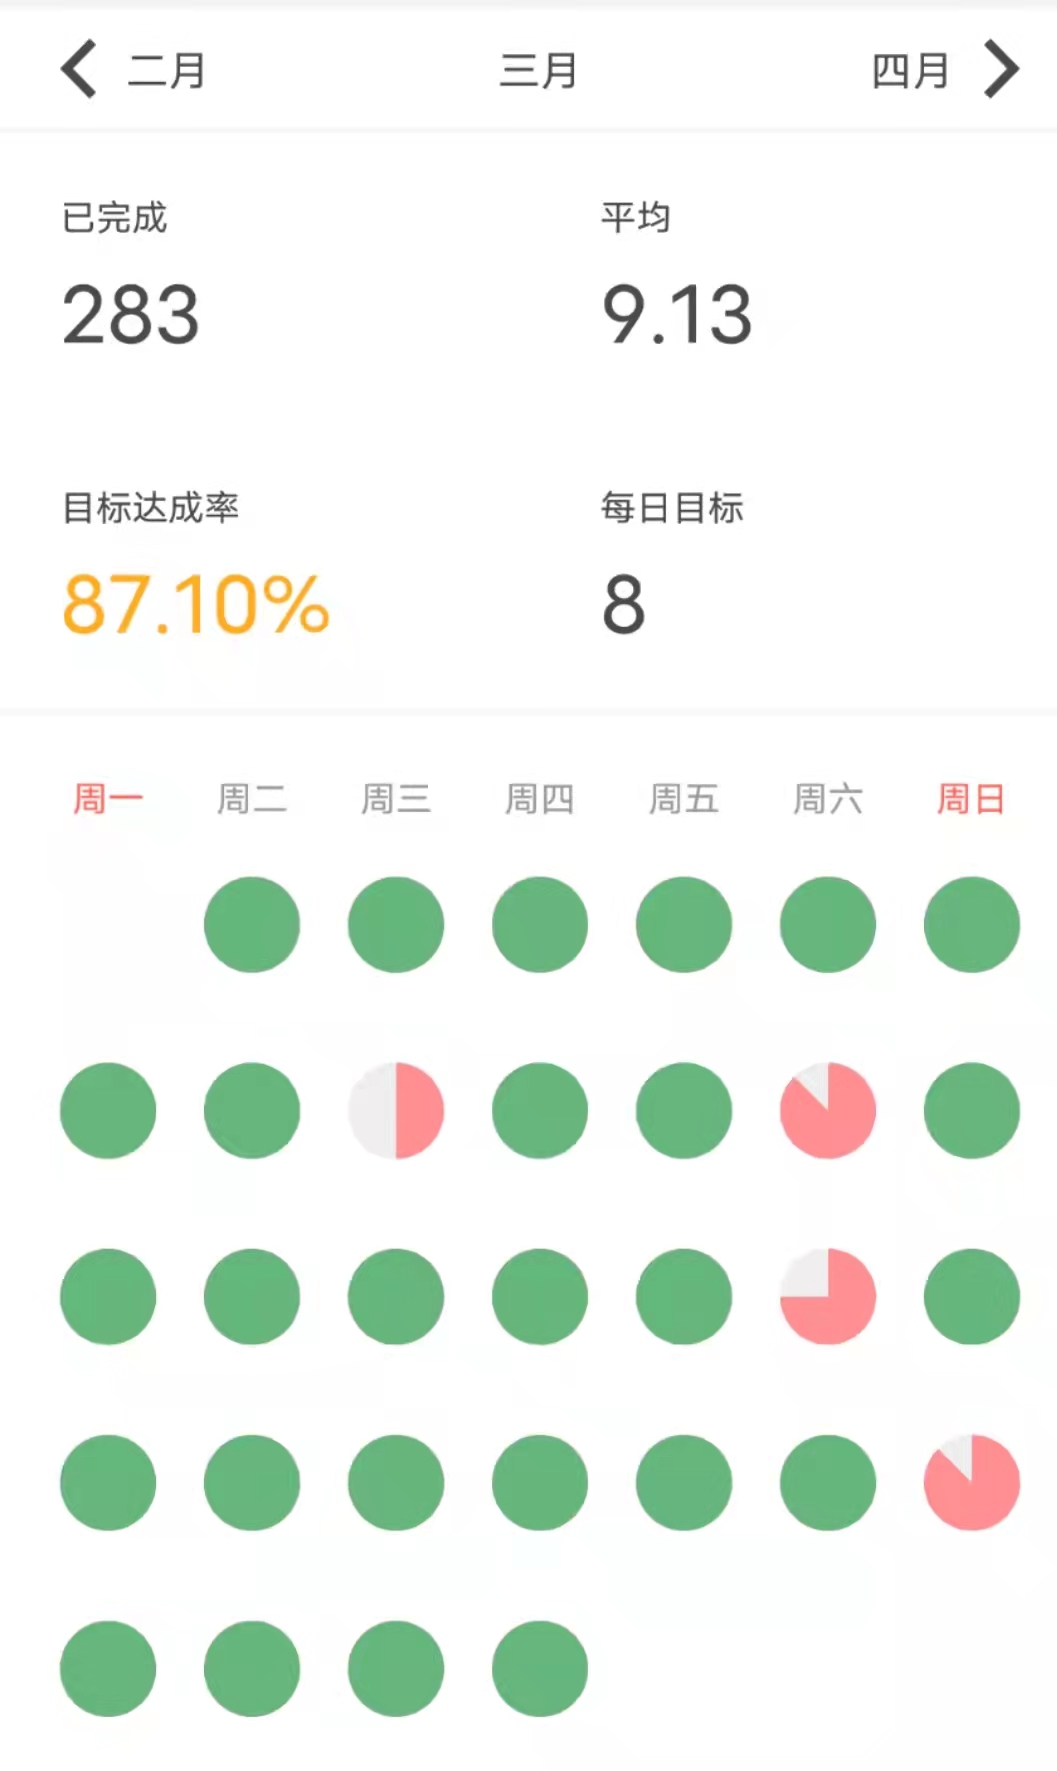 二月 三月 四月
已完成 平均
283 9.13
目标达成率 每日目标
87.10% 8
周一 周二 周三 周四 周五 周六 周日